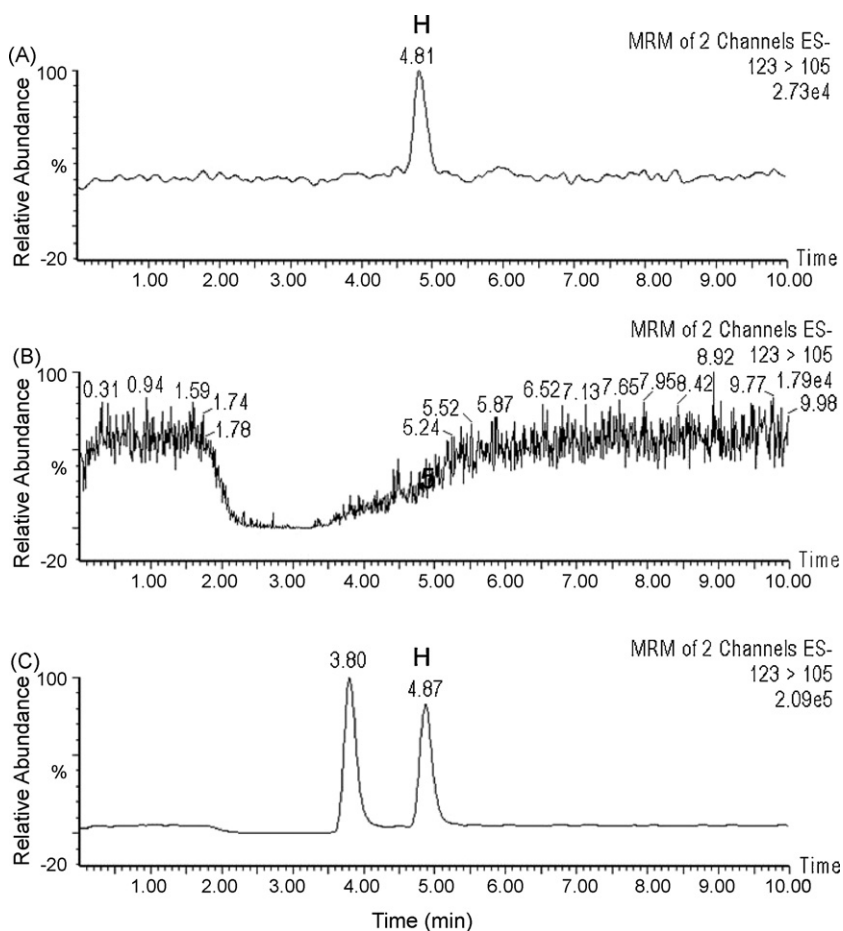 (A)
H
4.81
MRM of 2 Channels ES-
123 > 105
2.73e4
100
%
-20
Relative Abundance
Time
1.00 2.00 3.00 4.00 5.00 6.00 7.00 8.00 9.00 10.00
(B)
MRM of 2 Channels ES-
8.92 123 > 105
1.79e4
100
0.31 0.94 1.59 1.74 1.78 5.24 5.52 5.87 6.52 7.13 7.65 7.95 8.42 9.77 9.98
%
5
-20
Relative Abundance
Time
1.00 2.00 3.00 4.00 5.00 6.00 7.00 8.00 9.00 10.00
(C)
H
3.80 4.87
MRM of 2 Channels ES-
123 > 105
2.09e5
100
%
-20
Relative Abundance
Time
1.00 2.00 3.00 4.00 5.00 6.00 7.00 8.00 9.00 10.00
Time (min)